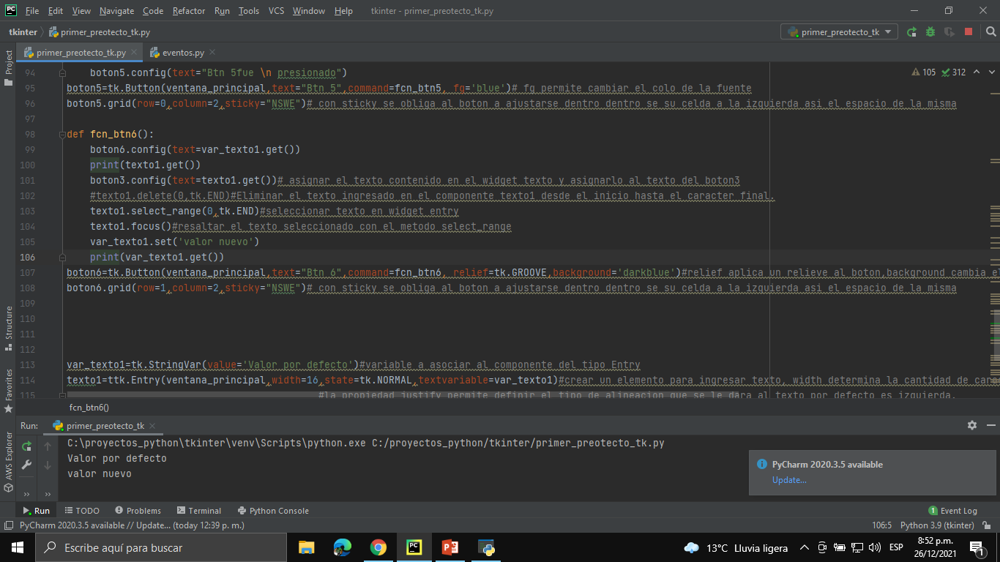 File Edit View Navigate Code Refactor Run Tools VCS Window Help tkinter - primer_preotecto_tk.py
tkinter primer_preotecto_tk.py primer_preotecto_tk
Project
primer_preotecto_tk.py eventos.py
105 312
94 boton5.config(text="Btn 5fue \n presionado")
95 boton5=tk.Button(ventana_principal,text="Btn 5",command=fcn_btn5, fg='blue')# fg permite cambiar el colo de la fuente
96 boton5.grid(row=0,column=2,sticky="NSWE")# con sticky se obliga al boton a ajustarse dentro dentro se su celda a la izquierda asi el espacio de la misma
97
98 def fcn_btn6():
99 boton6.config(text=var_texto1.get())
100 print(texto1.get())
101 boton3.config(text=texto1.get())# asignar el texto contenido en el widget texto y asignarlo al texto del boton3
102 #texto1.delete(0,tk.END)#Eliminar el texto ingresado en el componente texto1 desde el inicio hasta el caracter final.
103 texto1.select_range(0,tk.END)#seleccionar texto en widget entry
104 texto1.focus()#resaltar el texto seleccionado con el metodo select_range
105 var_texto1.set('valor nuevo')
106 print(var_texto1.get())
107 boton6=tk.Button(ventana_principal,text="Btn 6",command=fcn_btn6, relief=tk.GROOVE,background='darkblue')#relief aplica un relieve al boton,background cambia el
108 boton6.grid(row=1,column=2,sticky="NSWE")# con sticky se obliga al boton a ajustarse dentro dentro se su celda a la izquierda asi el espacio de la misma
109
110
111
112
113 var_texto1=tk.StringVar(value='Valor por defecto')#variable a asociar al componente del tipo Entry
114 texto1=ttk.Entry(ventana_principal,width=16,state=tk.NORMAL,textvariable=var_texto1)#crear un elemento para ingresar texto, width determina la cantidad de carac
115 #la propiedad justify permite definir el tipo de alineacion que se le dara al texto por defecto es izquierda.
Structure
Favorites
AWS Explorer
fcn_btn6()
Run: primer_preotecto_tk
C:\proyectos_python\tkinter\venv\Scripts\python.exe C:/proyectos_python/tkinter/primer_preotecto_tk.py
Valor por defecto
valor nuevo
PyCharm 2020.3.5 available
Update...
Run TODO Problems Terminal Python Console 1 Event Log
PyCharm 2020.3.5 available // Update... (today 12:39 p. m.) 106:5 Python 3.9 (tkinter)
Escribe aquí para buscar 13°C Lluvia ligera ESP 8:52 p.m.
26/12/2021 1